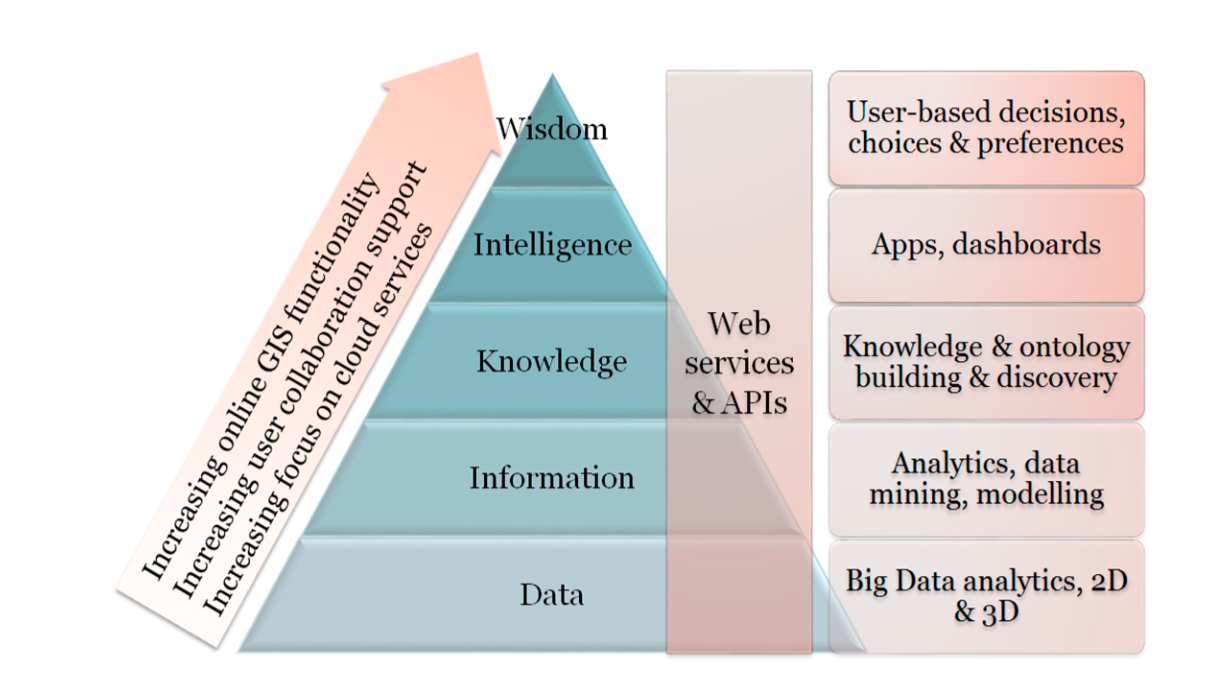 Increasing online GIS functionality
Increasing user collaboration support
Increasing focus on cloud services
Wisdom
Intelligence
Knowledge
Information
Data
Web
services
& APIs
User-based decisions,
choices & preferences
Apps, dashboards
Knowledge & ontology
building & discovery
Analytics, data
mining, modelling
Big Data analytics, 2D
& 3D